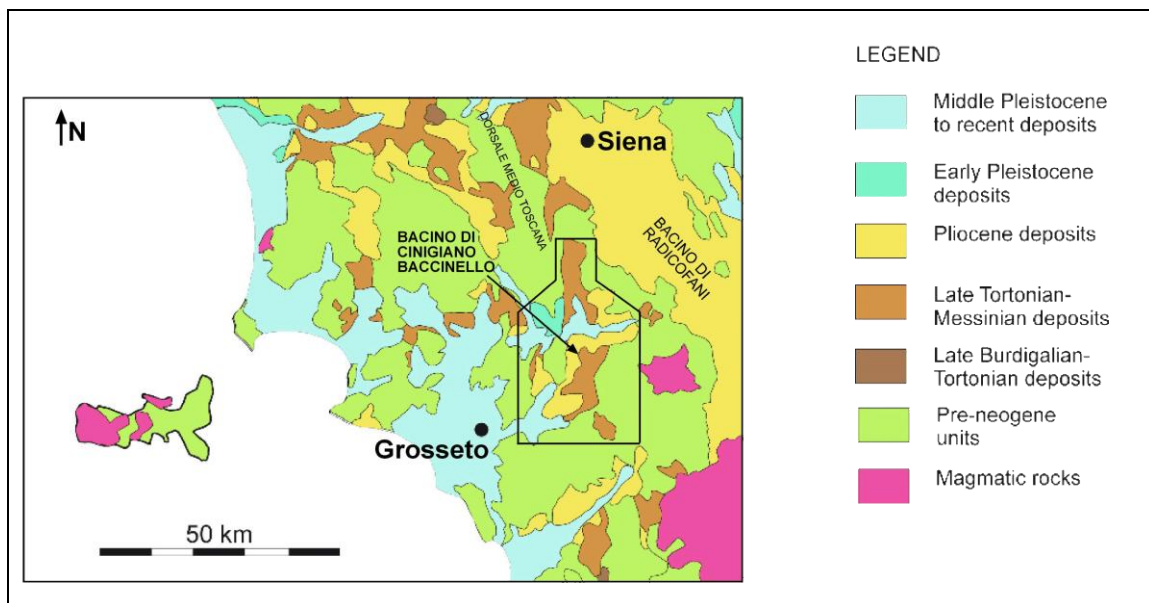 N
Siena
DORSALE MEDIO TOSCANA
BACINO DI
CINIGIANO
BACCINELLO
BACINO DI
RADICOFANI
Grosseto
50 km
LEGEND
Middle Pleistocene
to recent deposits
Early Pleistocene
deposits
Pliocene deposits
Late Tortonian-
Messinian deposits
Late Burdigalian-
Tortonian deposits
Pre-neogene
units
Magmatic rocks